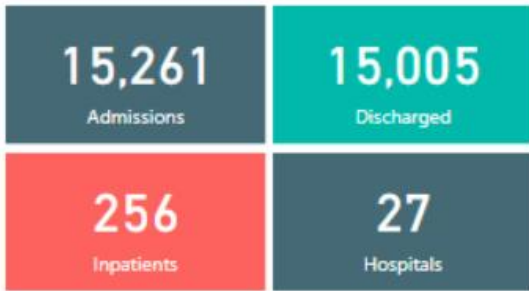 15,261
Admissions
15,005
Discharged
256
Inpatients
27
Hospitals